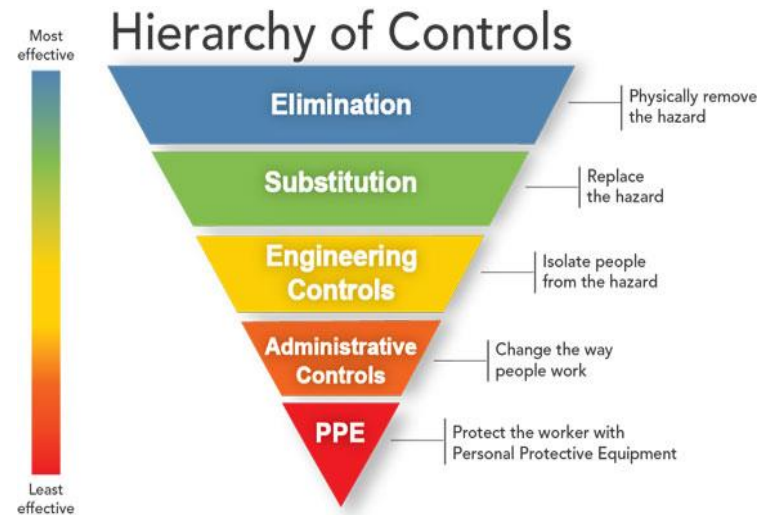 Hierarchy of Controls
Most
effective
Elimination
Physically remove
the hazard
Substitution
Replace
the hazard
Engineering
Controls
Isolate people
from the hazard
Administrative
Controls
Change the way
people work
PPE
Protect the worker with
Personal Protective Equipment
Least
effective